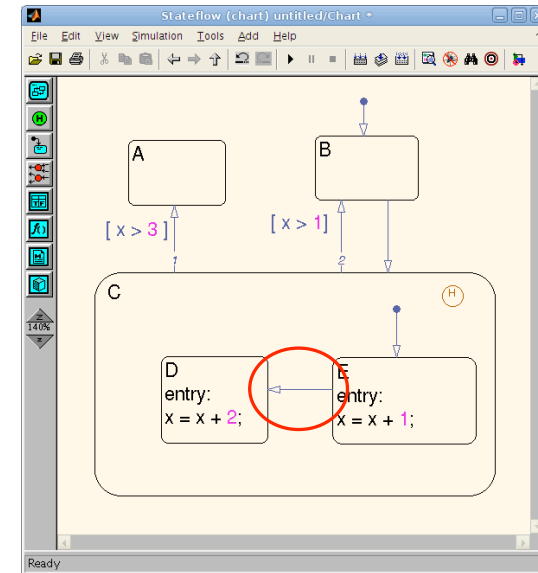 Stateflow (chart) untitled/Chart *
File Edit View Simulation Tools Add Help
A
B
[ x > 3 ]
[ x > 1]
1
2
C
H
D
entry:
x = x + 2;
E
entry:
x = x + 1;
H
f()
Z
140%
z
Ready